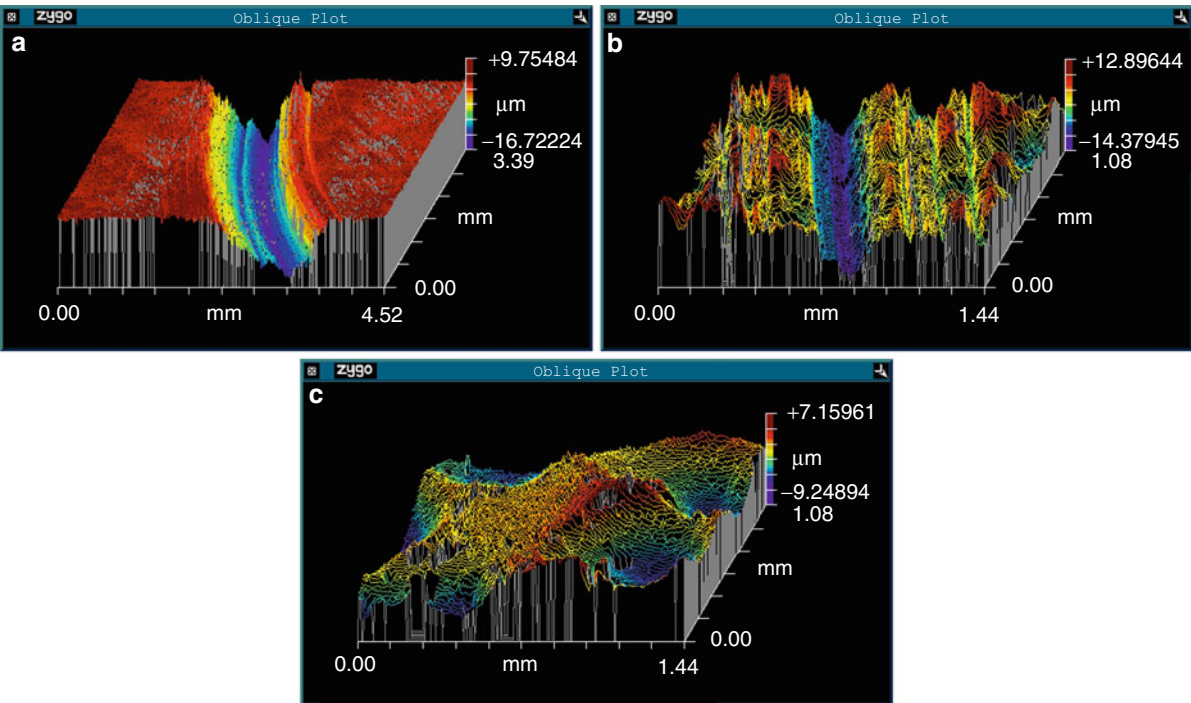 zygo Oblique Plot
a
+9.75484
µm
−16.72224
3.39
mm
0.00
0.00 mm 4.52
zygo Oblique Plot
b
+12.89644
µm
−14.37945
1.08
mm
0.00
0.00 mm 1.44
zygo Oblique Plot
c
+7.15961
µm
−9.24894
1.08
mm
0.00
0.00 mm 1.44